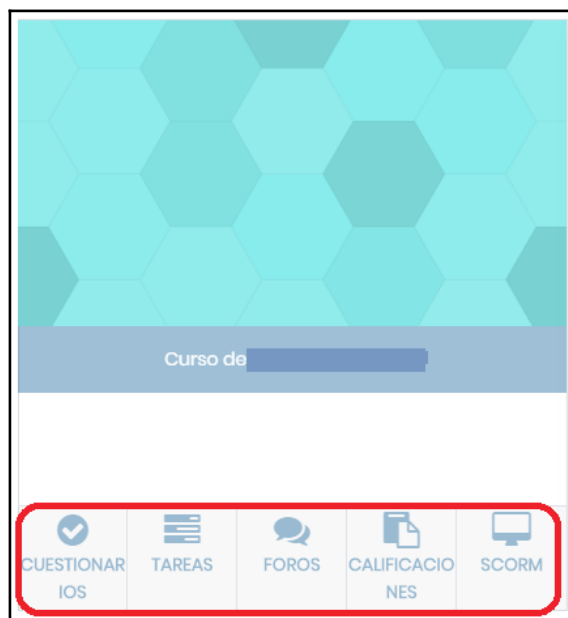 Curso de
CUESTIONAR
IOS
TAREAS
FOROS
CALIFICACIO
NES
SCORM